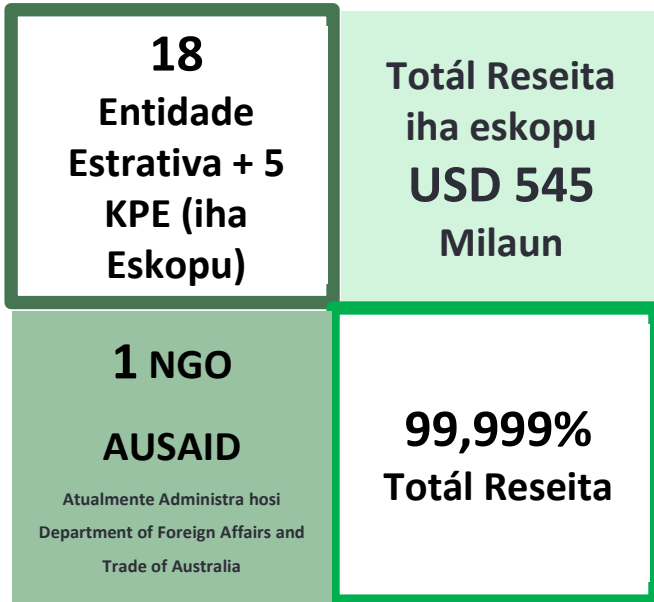 18
Entidade
Estrativa + 5
KPE (iha
Eskopu)
Totál Reseita
iha eskopu
USD 545
Milaun
1 NGO
AUSAID
Atualmente Administra hosi
Department of Foreign Affairs and
Trade of Australia
99,999%
Totál Reseita